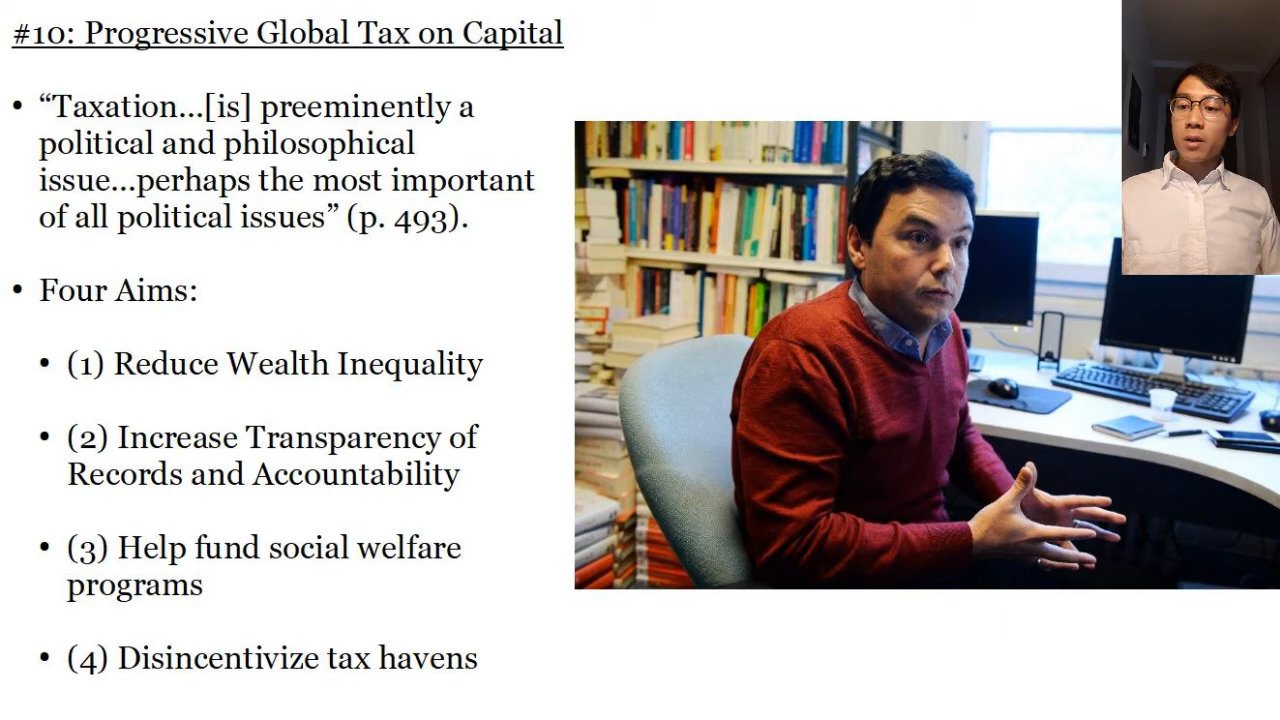 #10: Progressive Global Tax on Capital
• “Taxation...[is] preeminently a
political and philosophical
issue...perhaps the most important
of all political issues” (p. 493).
• Four Aims:
• (1) Reduce Wealth Inequality
• (2) Increase Transparency of
Records and Accountability
• (3) Help fund social welfare
programs
• (4) Disincentivize tax havens